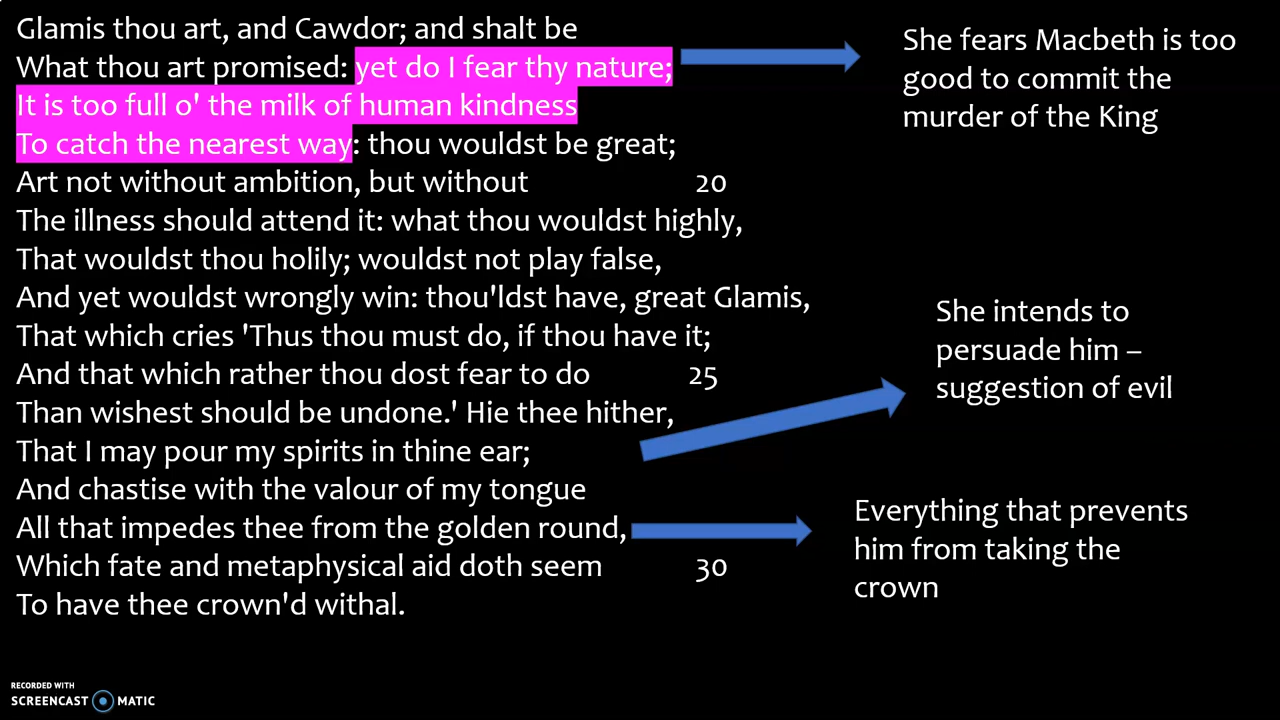 Glamis thou art, and Cawdor; and shalt be
What thou art promised: yet do I fear thy nature;
It is too full o' the milk of human kindness
To catch the nearest way: thou wouldst be great;
Art not without ambition, but without 20
The illness should attend it: what thou wouldst highly,
That wouldst thou holily; wouldst not play false,
And yet wouldst wrongly win: thou'ldst have, great Glamis,
That which cries 'Thus thou must do, if thou have it;
And that which rather thou dost fear to do 25
Than wishest should be undone.' Hie thee hither,
That I may pour my spirits in thine ear;
And chastise with the valour of my tongue
All that impedes thee from the golden round,
Which fate and metaphysical aid doth seem 30
To have thee crown'd withal.
She fears Macbeth is too
good to commit the
murder of the King
She intends to
persuade him –
suggestion of evil
Everything that prevents
him from taking the
crown
RECORDED WITH
SCREENCAST MATIC